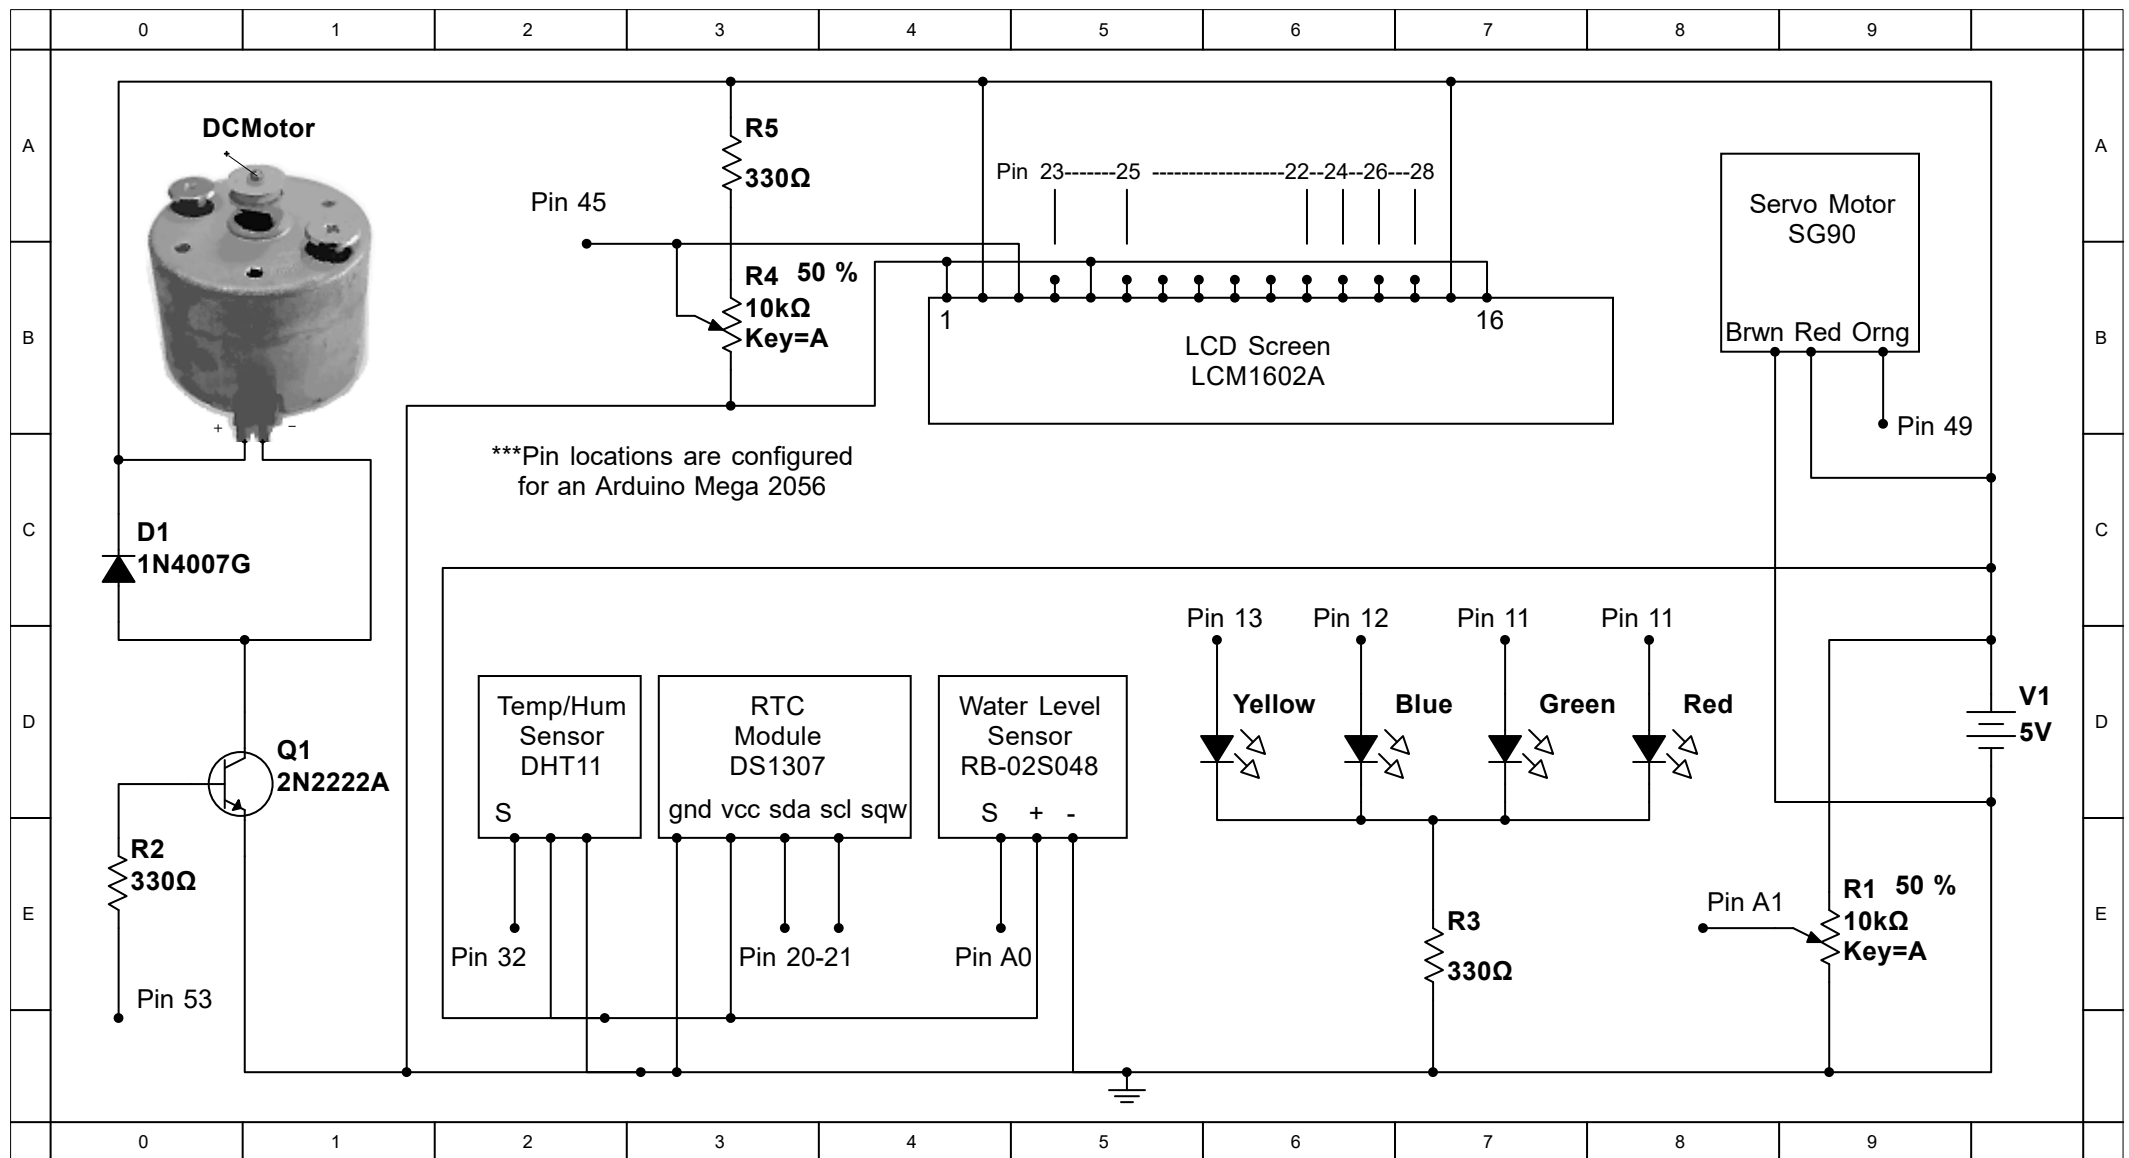 0 1 2 3 4 5 6 7 8 9
A A
DCMotor
R5
330Ω
Pin 23-------25 ------------------22--24--26---28
Pin 45
Servo Motor
SG90
R4 50 %
10kΩ
Key=A
1 16
LCD Screen
LCM1602A
Brwn Red Orng
B B
+ −
Pin 49
***Pin locations are configured
for an Arduino Mega 2056
C C
D1
1N4007G
Pin 13 Pin 12 Pin 11 Pin 11
Yellow Blue Green Red
Temp/Hum
Sensor
DHT11
S
RTC
Module
DS1307
gnd vcc sda scl sqw
Water Level
Sensor
RB-02S048
S + -
V1
5V
D D
Q1
2N2222A
R2
330Ω
Pin 53
Pin 32
Pin 20-21
Pin A0
R3
330Ω
Pin A1
R1 50 %
10kΩ
Key=A
E E
0 1 2 3 4 5 6 7 8 9